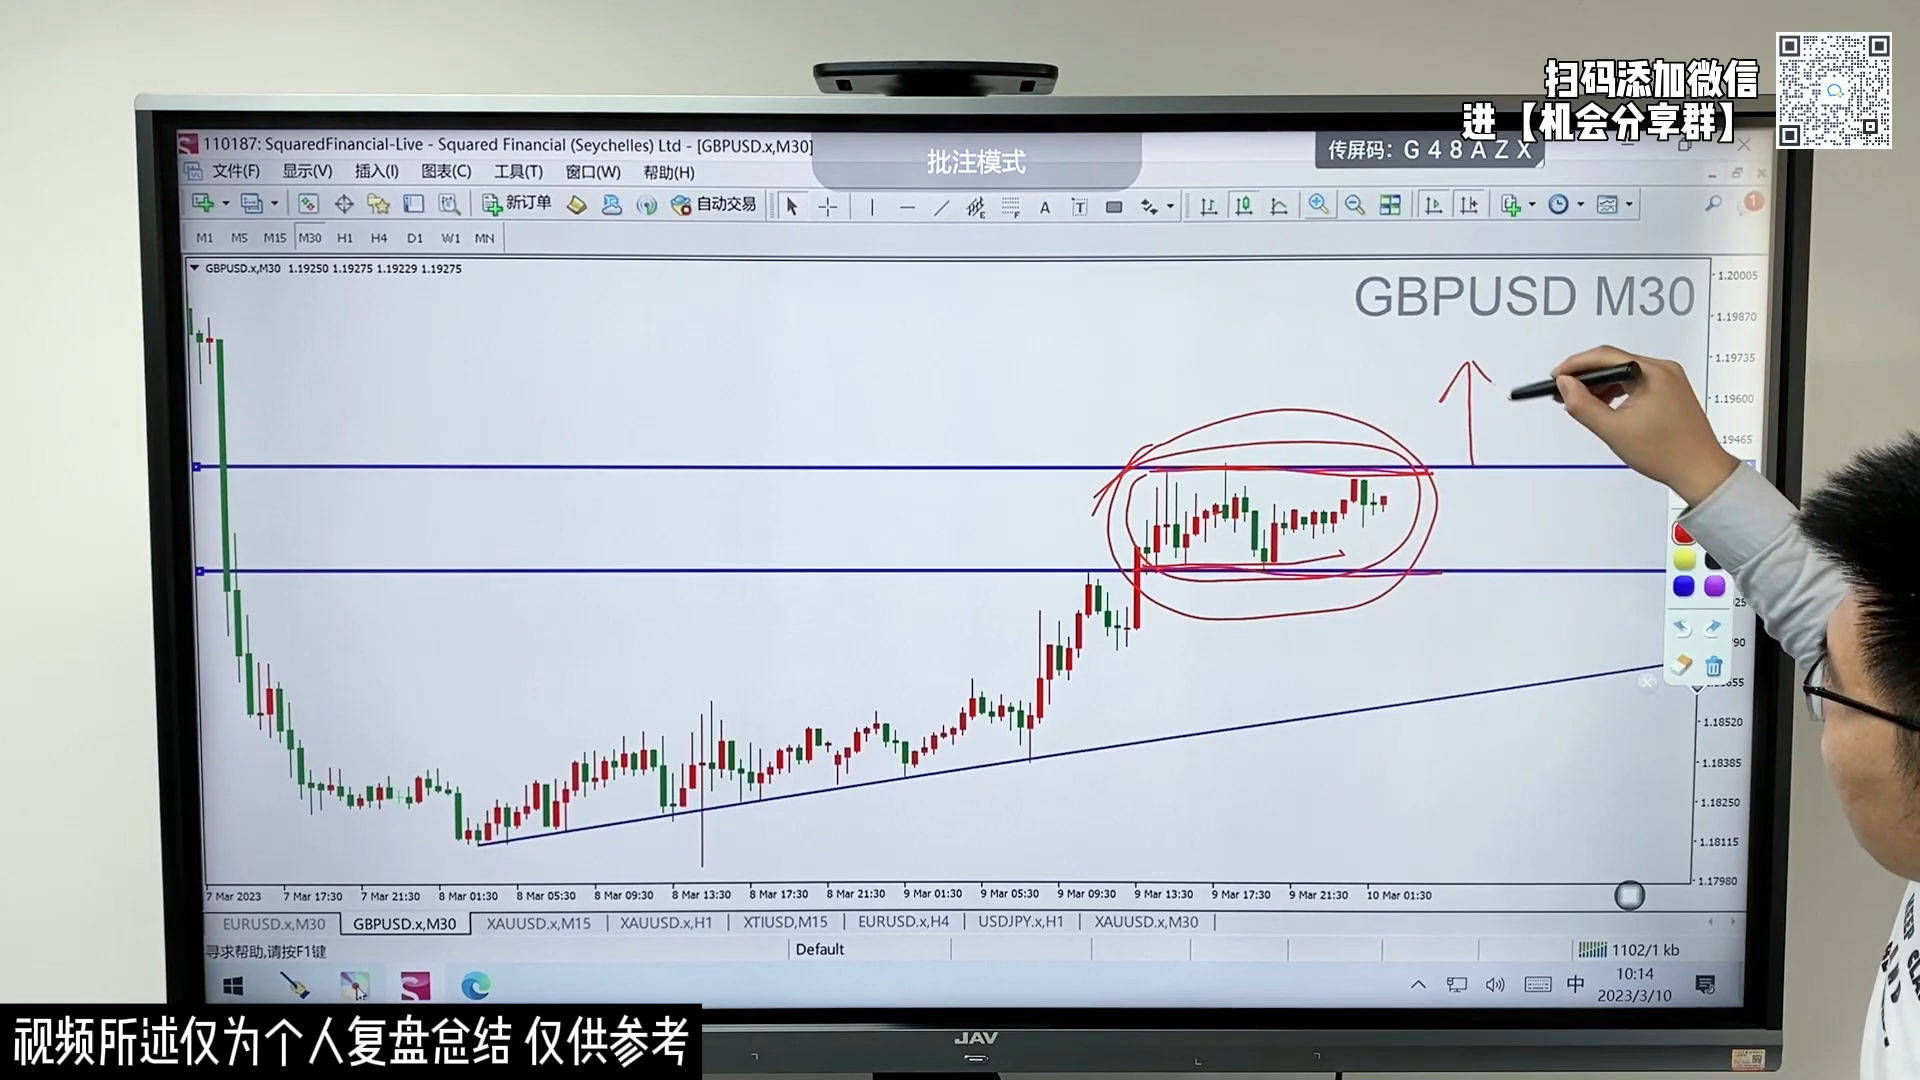 扫码添加微信
进【机会分享群】
110187: SquaredFinancial-Live - Squared Financial (Seychelles) Ltd - [GBPUSD.x,M30]
批注模式
传屏码: G48AZX
文件(F) 显示(V) 插入(I) 图表(C) 工具(T) 窗口(W) 帮助(H)
新订单 自动交易
1
M1 M5 M15 M30 H1 H4 D1 W1 MN
GBPUSD.x,M30 1.19250 1.19275 1.19229 1.19275
GBPUSD M30
1.20005
1.19870
1.19735
1.19600
1.18520
1.18385
1.18250
1.18115
1.17980
7 Mar 2023 7 Mar 17:30 7 Mar 21:30 8 Mar 01:30 8 Mar 05:30 8 Mar 09:30 8 Mar 13:30 8 Mar 17:30 8 Mar 21:30 9 Mar 01:30 9 Mar 05:30 9 Mar 09:30 9 Mar 13:30 9 Mar 17:30 9 Mar 21:30 10 Mar 01:30
EURUSD.x,M30 GBPUSD.x,M30 XAUUSD.x,M15 XAUUSD.x,H1 XTIUSD,M15 EURUSD.x,H4 USDJPY.x,H1 XAUUSD.x,M30
寻求帮助,请按F1键 Default 1102/1 kb
中 10:14
2023/3/10
JAV
视频所述仅为个人复盘总结 仅供参考